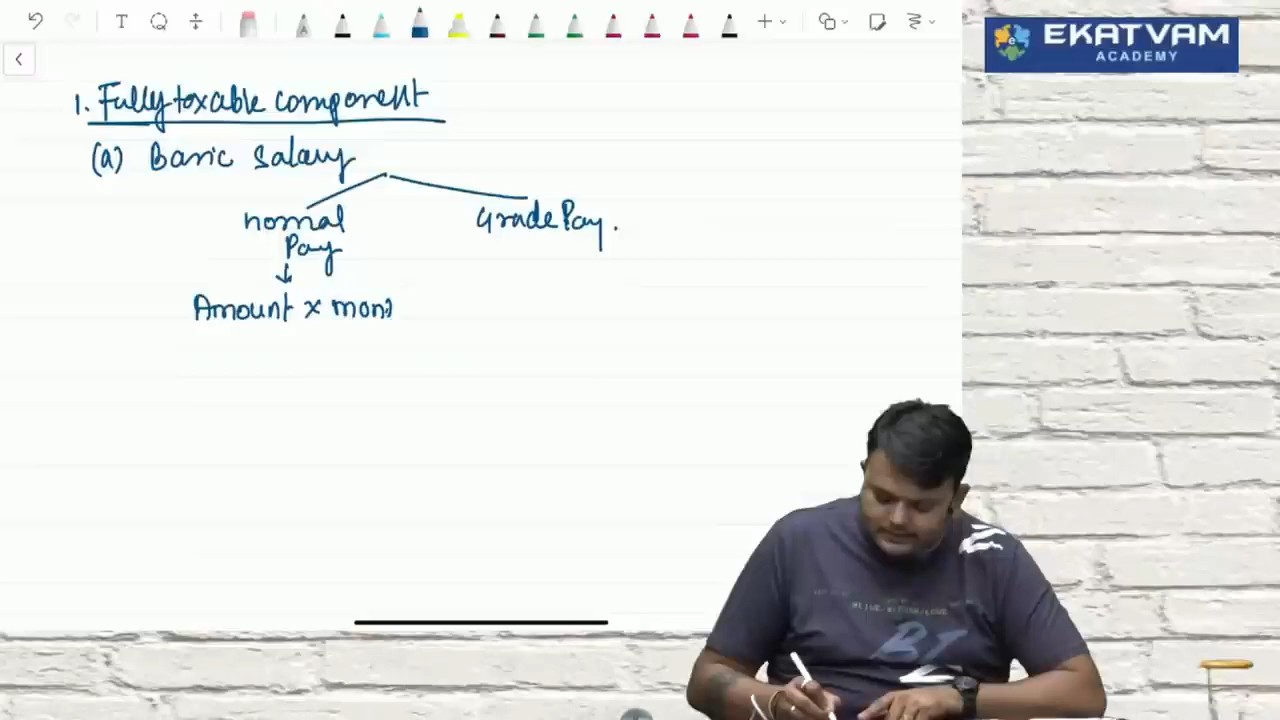 EKATVAM
ACADEMY
1. Fully taxable component
(a) Basic Salary
normal
Pay
Grade Pay.
Amount x mon